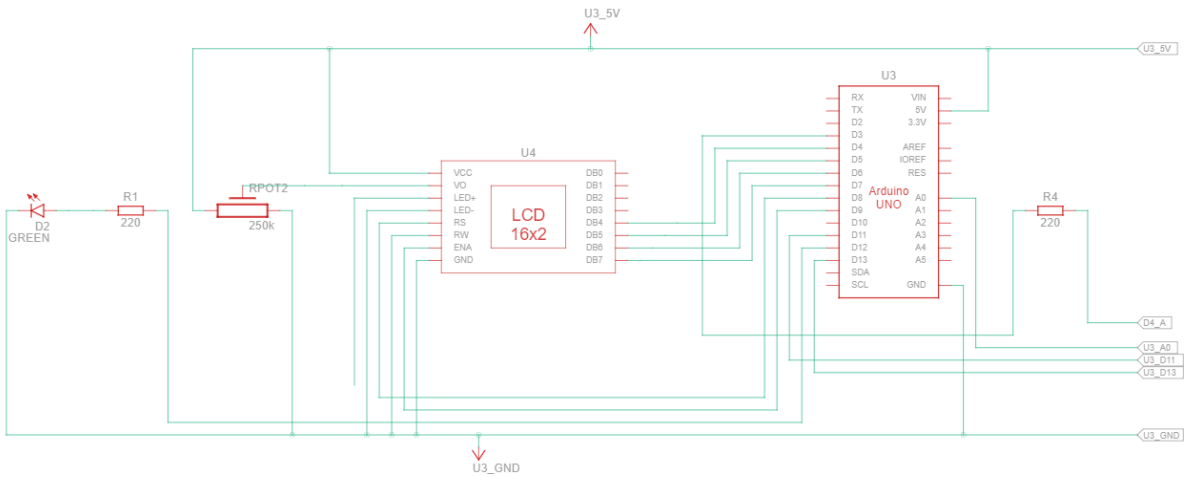 U3_5V
U3_5V
U3
RX
VIN
TX
5V
D2
3.3V
D3
D4
AREF
D5
IOREF
D6
RES
D7
D8
A0
D9
A1
D10
A2
D11
A3
D12
A4
D13
A5
SDA
SCL
GND
Arduino
UNO
U4
VCC
DB0
VO
DB1
LED+
DB2
LED-
DB3
RS
DB4
RW
DB5
ENA
DB6
GND
DB7
LCD
16x2
R1
220
D2
GREEN
RPOT2
250k
R4
220
D4_A
U3_A0
U3_D11
U3_D13
U3_GND
U3_GND